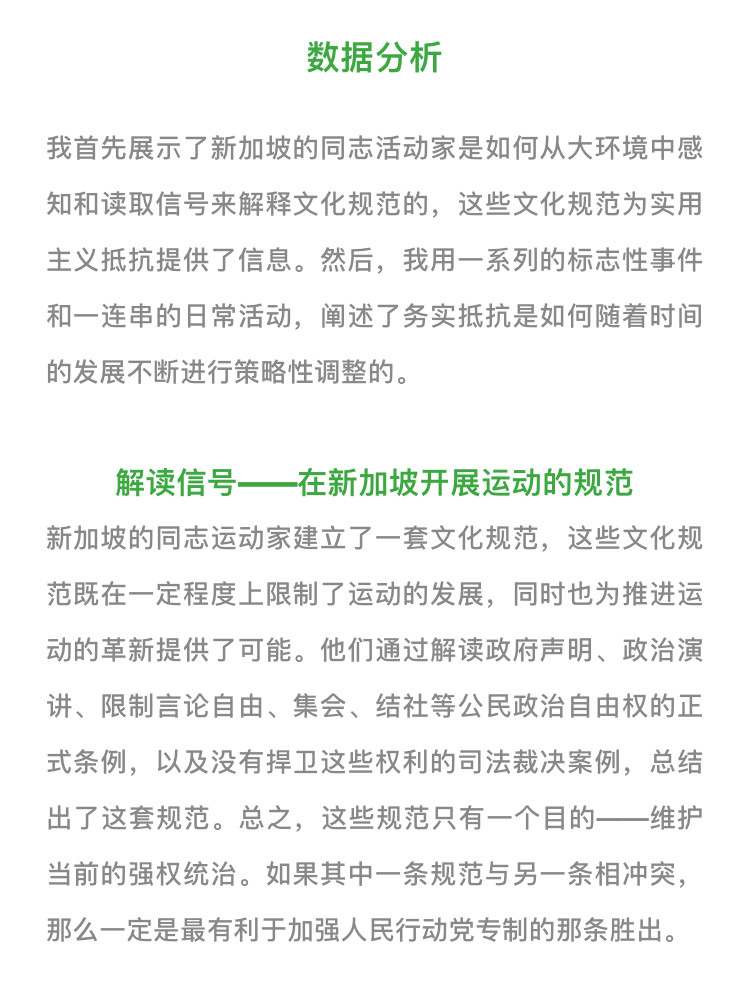 数据分析
我首先展示了新加坡的同志活动家是如何从大环境中感
知和读取信号来解释文化规范的，这些文化规范为实用
主义抵抗提供了信息。然后，我用一系列的标志性事件
和一连串的日常活动，阐述了务实抵抗是如何随着时间
的发展不断进行策略性调整的。
解读信号——在新加坡开展运动的规范
新加坡的同志运动家建立了一套文化规范，这些文化规
范既在一定程度上限制了运动的发展，同时也为推进运
动的革新提供了可能。他们通过解读政府声明、政治演
讲、限制言论自由、集会、结社等公民政治自由权的正
式条例，以及没有捍卫这些权利的司法裁决案例，总结
出了这套规范。总之，这些规范只有一个目的——维护
当前的强权统治。如果其中一条规范与另一条相冲突，
那么一定是最有利于加强人民行动党专制的那条胜出。